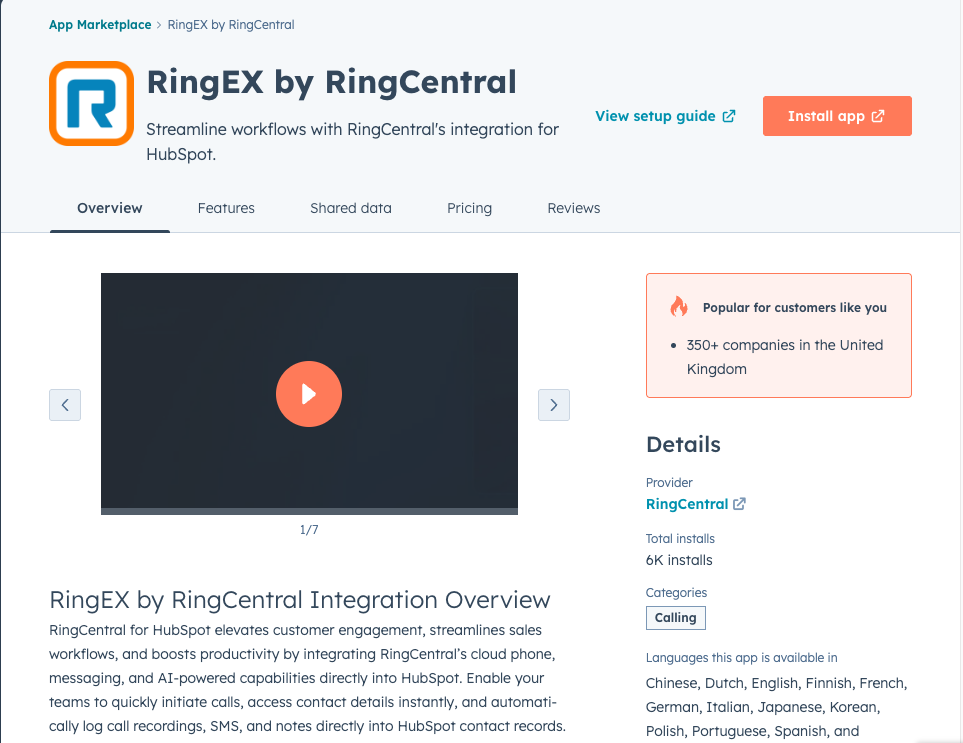 App Marketplace > RingEX by RingCentral
R
RingEX by RingCentral
Streamline workflows with RingCentral's integration for
HubSpot.
View setup guide
Install app
Overview Features Shared data Pricing Reviews
1/7
RingEX by RingCentral Integration Overview
RingCentral for HubSpot elevates customer engagement, streamlines sales
workflows, and boosts productivity by integrating RingCentral’s cloud phone,
messaging, and AI-powered capabilities directly into HubSpot. Enable your
teams to quickly initiate calls, access contact details instantly, and automati-
cally log call recordings, SMS, and notes directly into HubSpot contact records.
Popular for customers like you
• 350+ companies in the United
Kingdom
Details
Provider
RingCentral
Total installs
6K installs
Categories
Calling
Languages this app is available in
Chinese, Dutch, English, Finnish, French,
German, Italian, Japanese, Korean,
Polish, Portuguese, Spanish, and